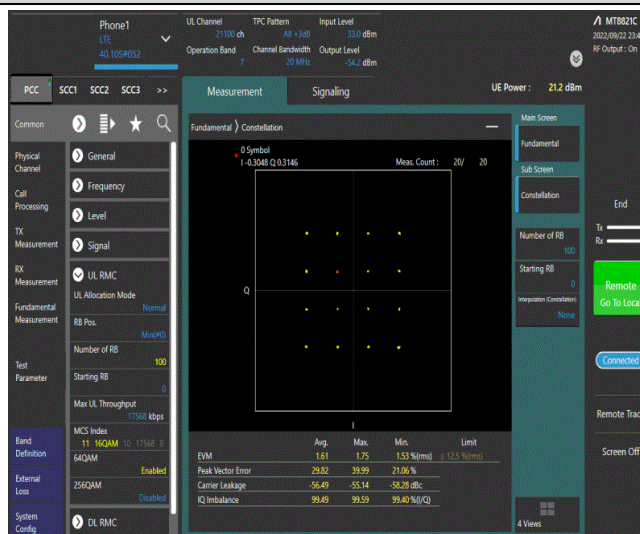 Phone1
LTE
40.10S#052
UL Channel
TPC Pattern
Input Level
21100 ch
All +3dB
33.0 dBm
Operation Band
Channel Bandwidth
Output Level
7
20 MHz
-54.2 dBm
MT8821C
2022/09/22 23:4
RF Output : On
PCC
SCC1
SCC2
SCC3
>>
Measurement
Signaling
UE Power :
21.2 dBm
Common
Physical
Channel
Call
Processing
TX
Measurement
RX
Measurement
Fundamental
Measurement
Test
Parameter
Band
Definition
External
Loss
System
Config
General
Frequency
Level
Signal
UL RMC
UL Allocation Mode
Normal
RB Pos.
Min(#0)
Number of RB
100
Starting RB
0
Max UL Throughput
17568 kbps
MCS Index
11 16QAM 10 17568 8
64QAM
Enabled
256QAM
Disabled
DL RMC
Fundamental
Constellation
0 Symbol
I -0.3048 Q 0.3146
Meas. Count : 20/ 20
Q
I
Avg.
Max.
Min.
Limit
EVM
1.61
1.75
1.53 %(rms)
≤ 12.5 %(rms)
Peak Vector Error
29.82
39.99
21.06 %
Carrier Leakage
-56.49
-55.14
-58.28 dBc
IQ Imbalance
99.49
99.59
99.40 %(I/Q)
Main Screen
Fundamental
Sub Screen
Constellation
Number of RB
100
Starting RB
0
Interpolation (Constellation)
None
4 Views
End
Tx
Rx
Remote
Go To Loca
Connected
Remote Trac
Screen Off